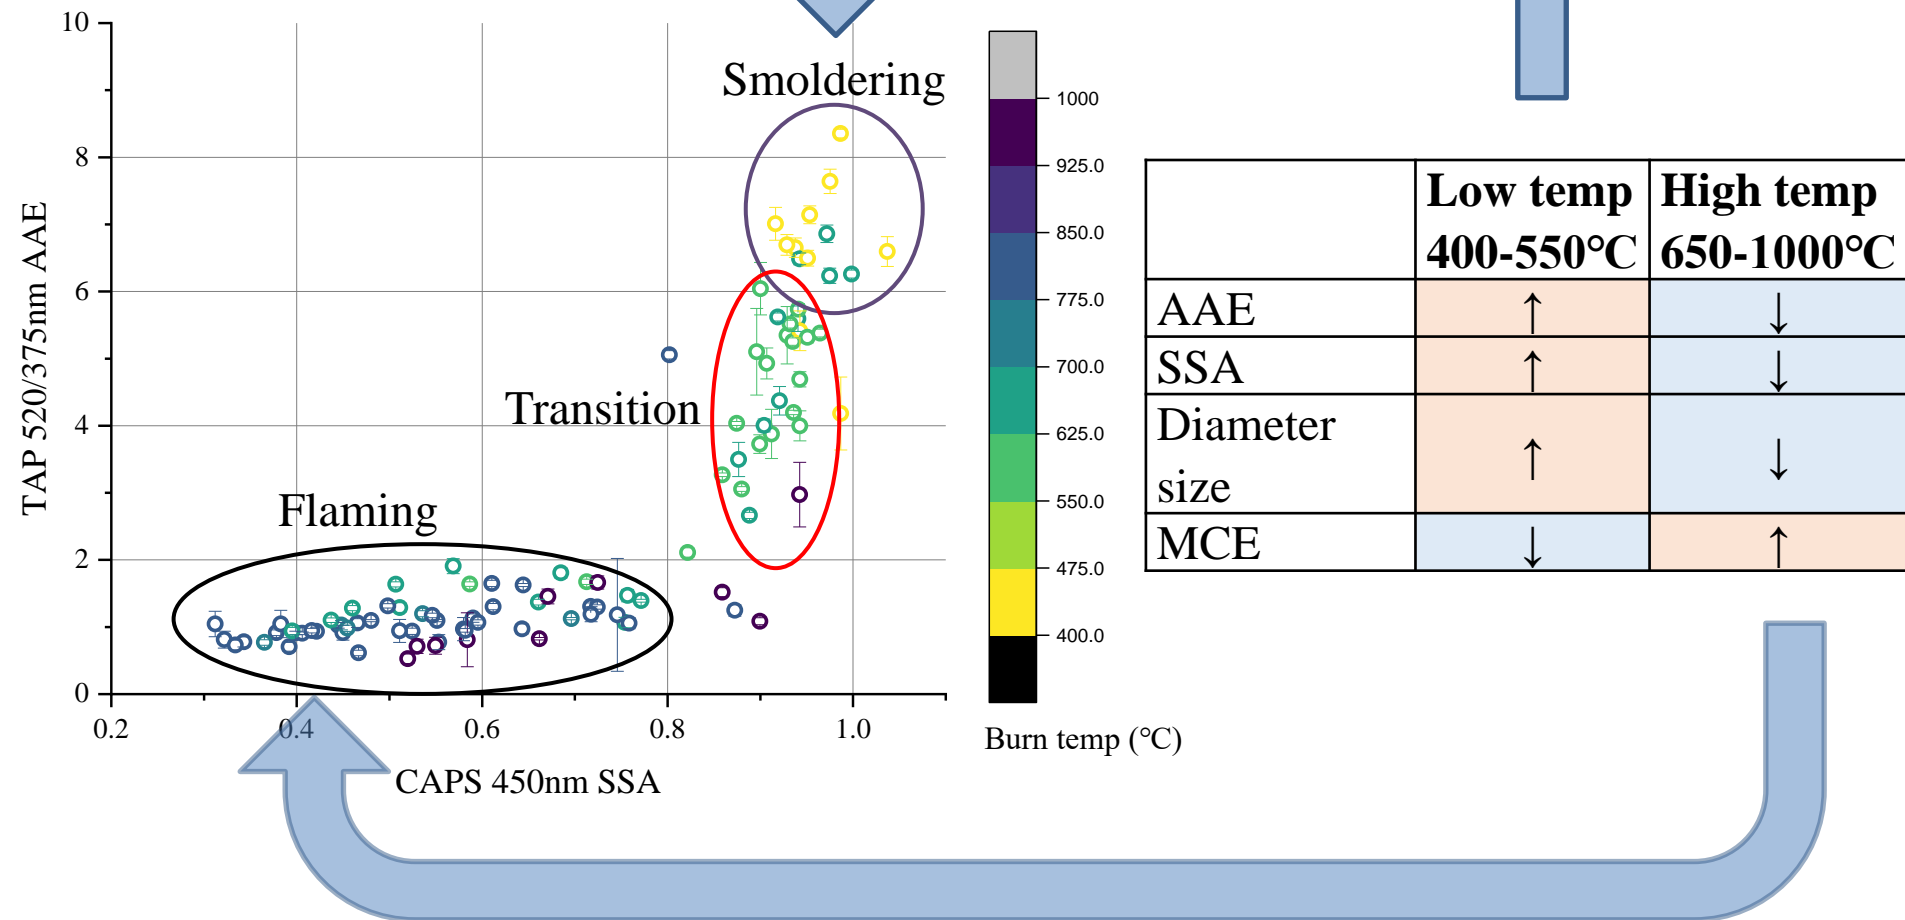 10
8
6
4
2
0
TAP 520/375nm AAE
Smoldering
Transition
Flaming
0.2 0.4 0.6 0.8 1.0
CAPS 450nm SSA
1000
925.0
850.0
775.0
700.0
625.0
550.0
475.0
400.0
Burn temp (℃)
Low temp High temp
400-550℃ 650-1000℃
AAE ↑ ↓
SSA ↑ ↓
Diameter
size ↑ ↓
MCE ↓ ↑